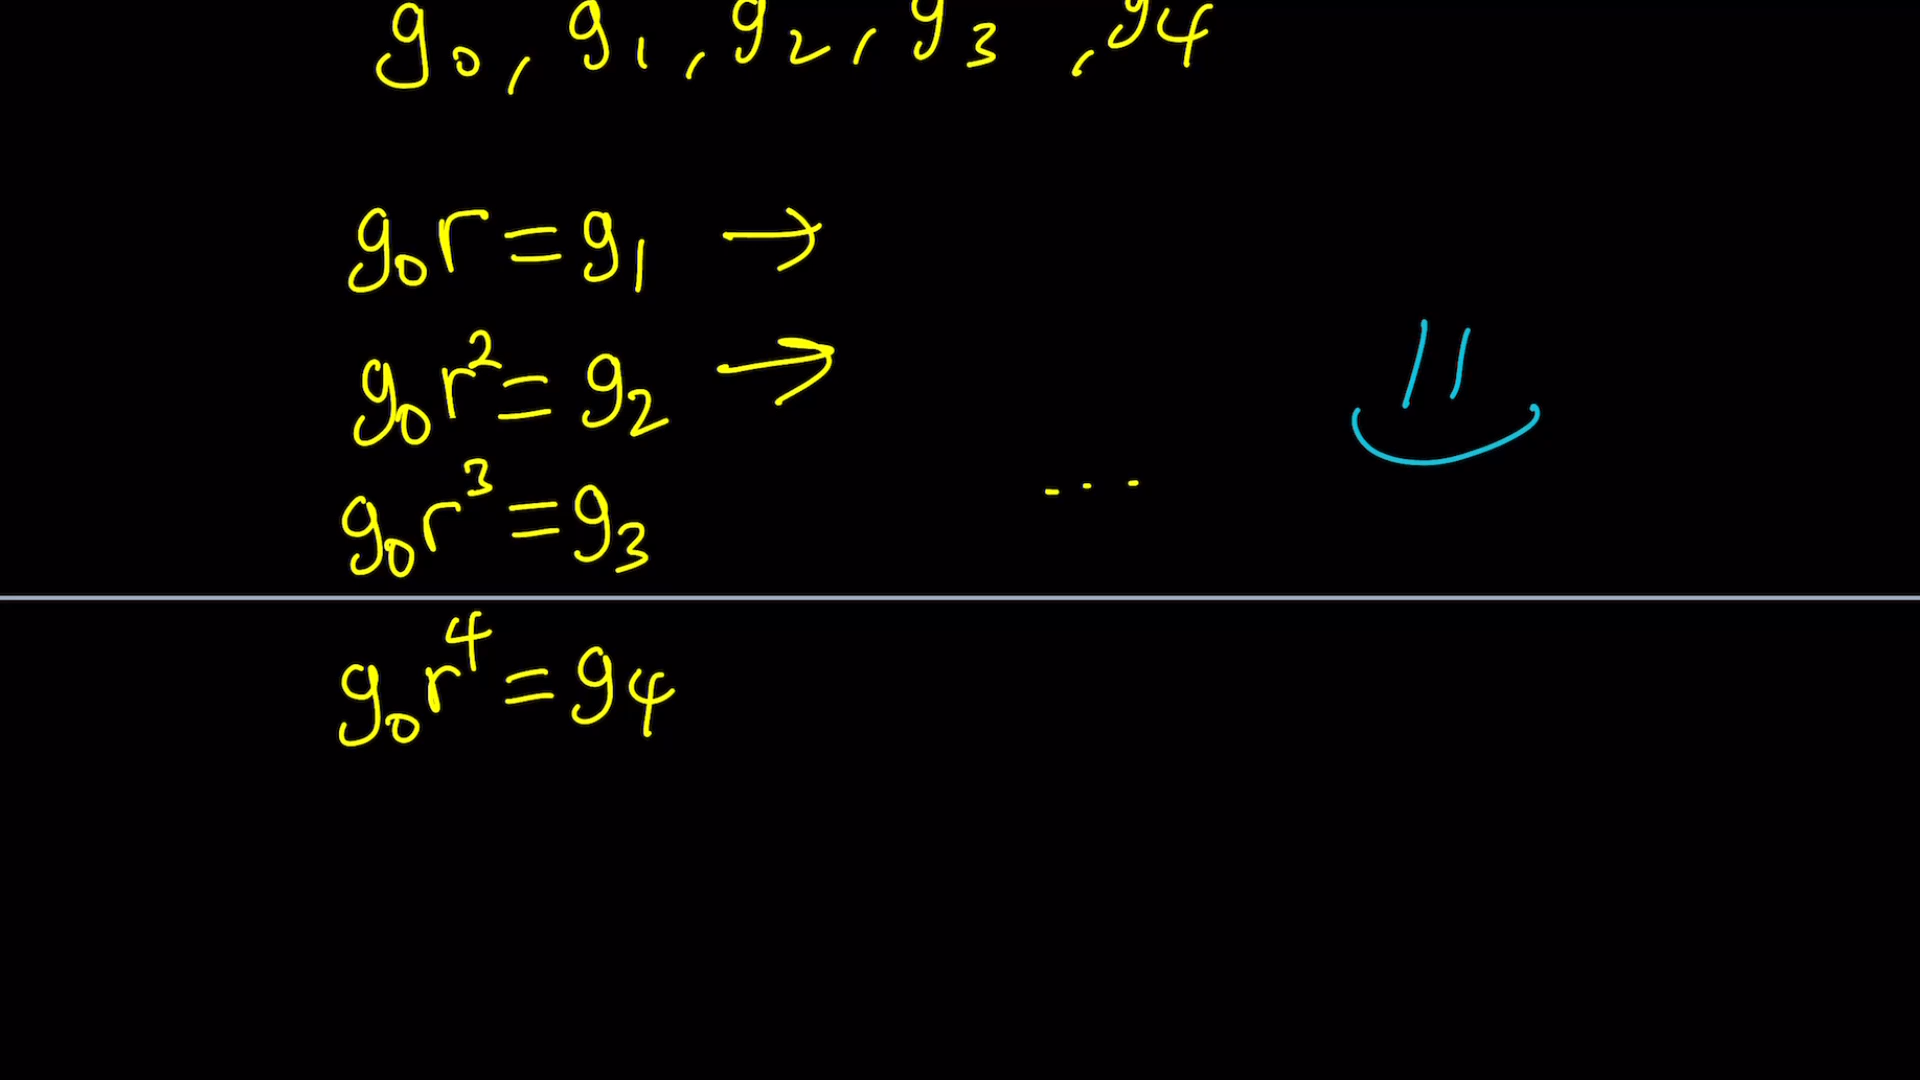 g₀, g₁, g₂, g₃, g₄
g₀r = g₁ →
g₀r² = g₂ →
g₀r³ = g₃ ...
g₀r⁴ = g₄